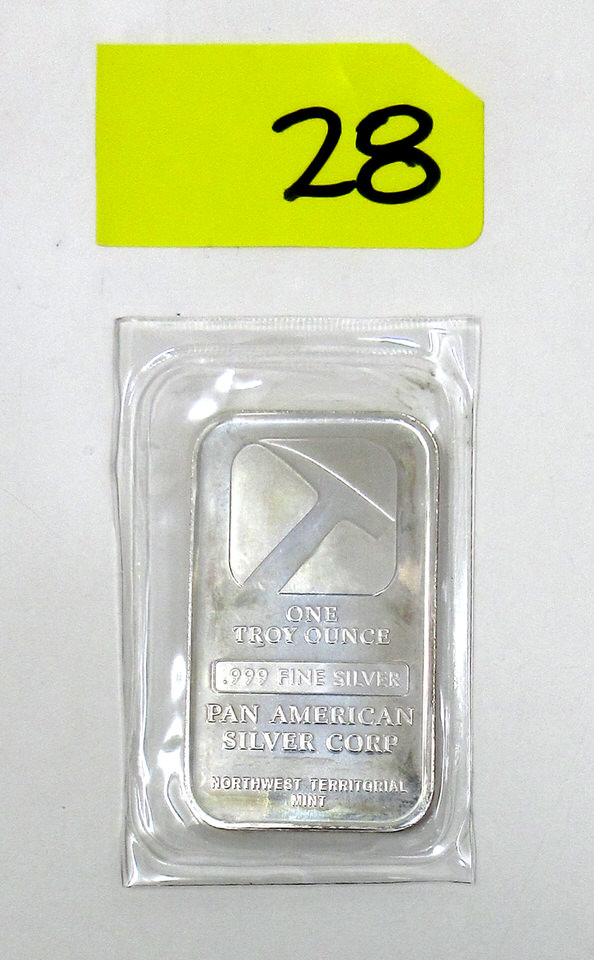 28
ONE
TROY OUNCE
.999 FINE SILVER
PAN AMERICAN
SILVER CORP
NORTHWEST TERRITORIAL
MINT